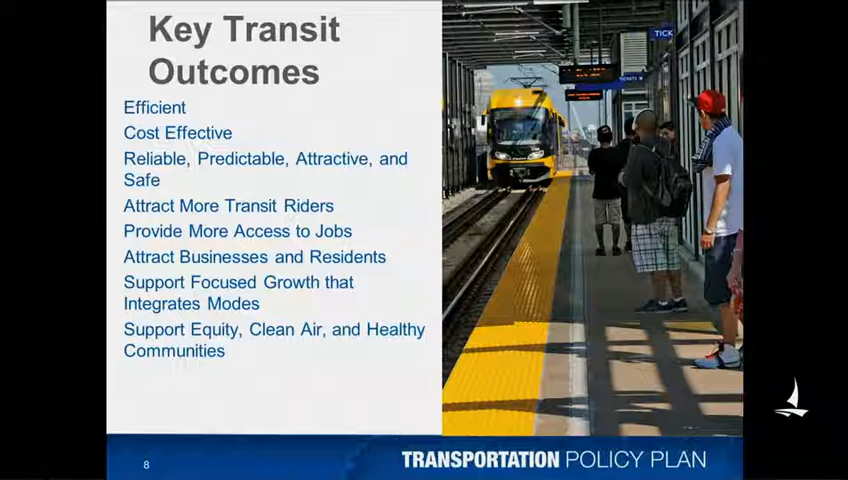 Key Transit
Outcomes
Efficient
Cost Effective
Reliable, Predictable, Attractive, and
Safe
Attract More Transit Riders
Provide More Access to Jobs
Attract Businesses and Residents
Support Focused Growth that
Integrates Modes
Support Equity, Clean Air, and Healthy
Communities
TICK
8
TRANSPORTATION POLICY PLAN